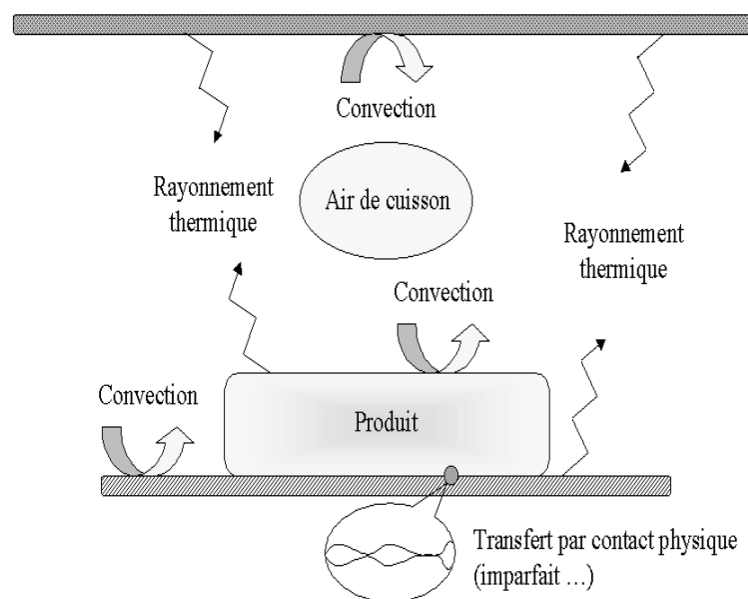 Convection
Air de cuisson
Rayonnement
thermique
Rayonnement
thermique
Convection
Convection
Produit
Transfert par contact physique
(imparfait ...)